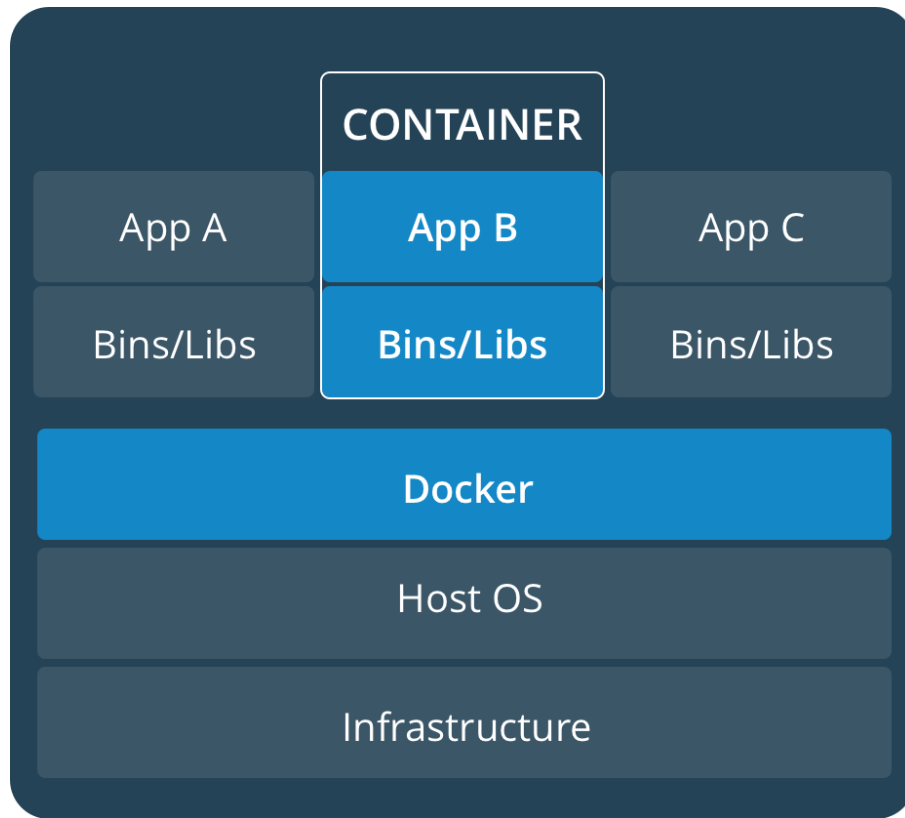 CONTAINER
App A App B App C
Bins/Libs Bins/Libs Bins/Libs
Docker
Host OS
Infrastructure